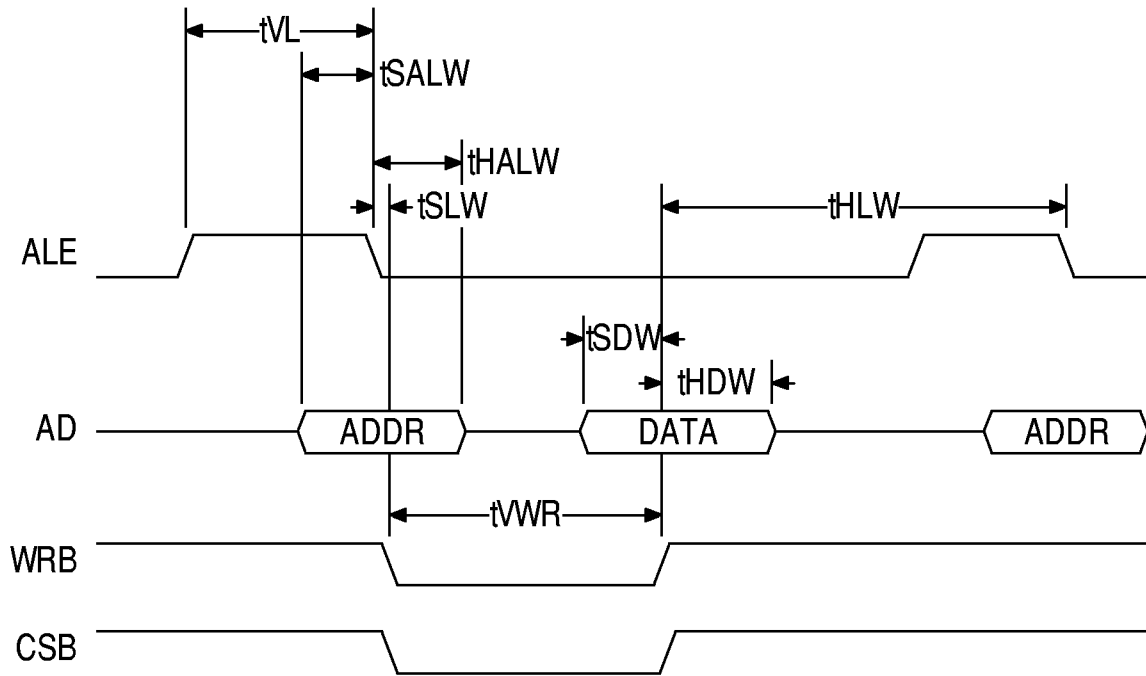 tVL
tSALW
tHALW
tSLW
tHLW
ALE
tSDW
tHDW
AD
ADDR
DATA
ADDR
tVWR
WRB
CSB